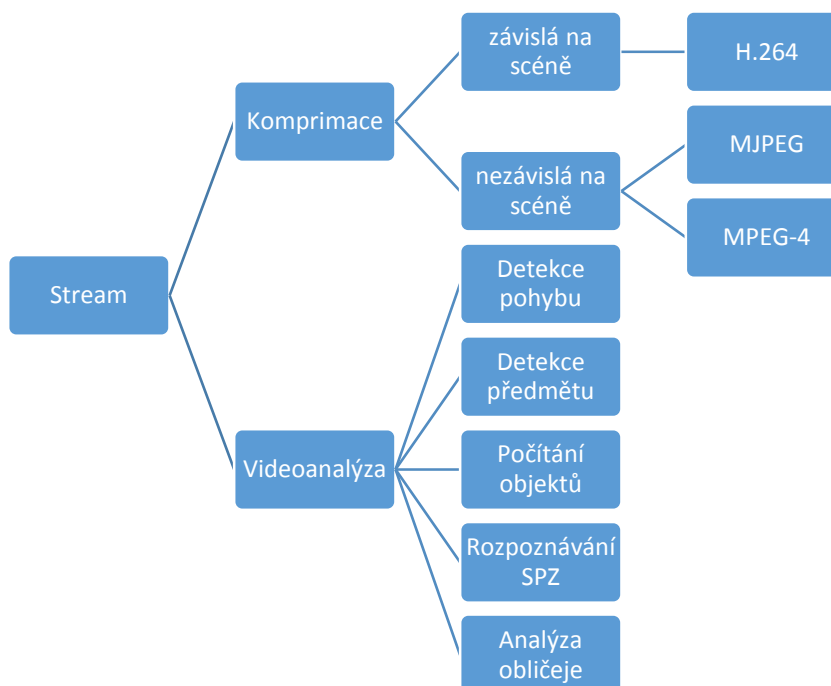 Stream
Komprimace
závislá na
scéně
H.264
nezávislá na
scéně
MJPEG
MPEG-4
Videoanalýza
Detekce
pohybu
Detekce
předmětu
Počítání
objektů
Rozpoznávání
SPZ
Analýza
obličeje